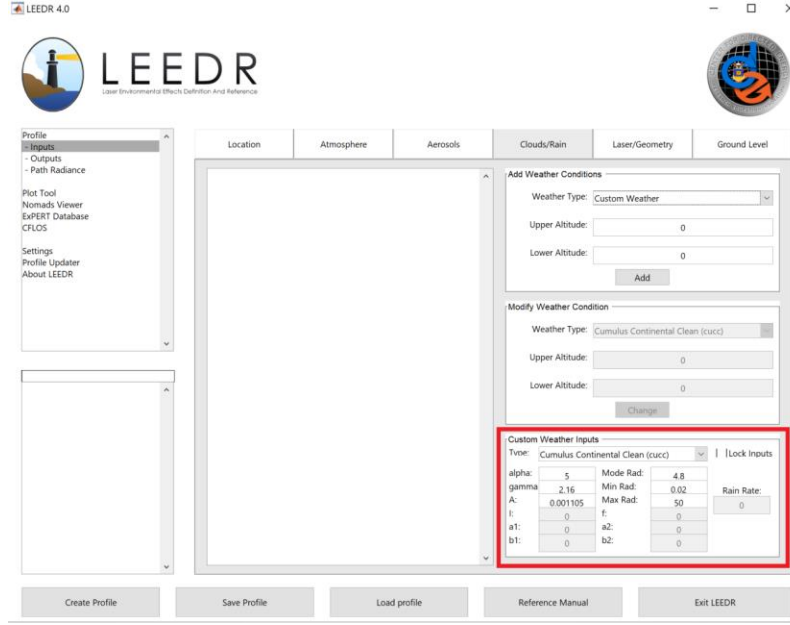 LEEDR 4.0
LEEDR
Laser Environmental Effects Definition And Reference
Profile
- Inputs
- Outputs
- Path Radiance
Plot Tool
Nomads Viewer
ExPERT Database
CFLOS
Settings
Profile Updater
About LEEDR
Location
Atmosphere
Aerosols
Clouds/Rain
Laser/Geometry
Ground Level
Add Weather Conditions
Weather Type: Custom Weather
Upper Altitude: 0
Lower Altitude: 0
Add
Modify Weather Condition
Weather Type: Cumulus Continental Clean (cucc)
Upper Altitude: 0
Lower Altitude: 0
Change
Custom Weather Inputs
Type: Cumulus Continental Clean (cucc) Lock Inputs
alpha: 5 Mode Rad: 4.8
gamma 2.16 Min Rad: 0.02 Rain Rate:
A: 0.001105 Max Rad: 50 0
I: 0 f: 0
a1: 0 a2: 0
b1: 0 b2: 0
Create Profile
Save Profile
Load profile
Reference Manual
Exit LEEDR